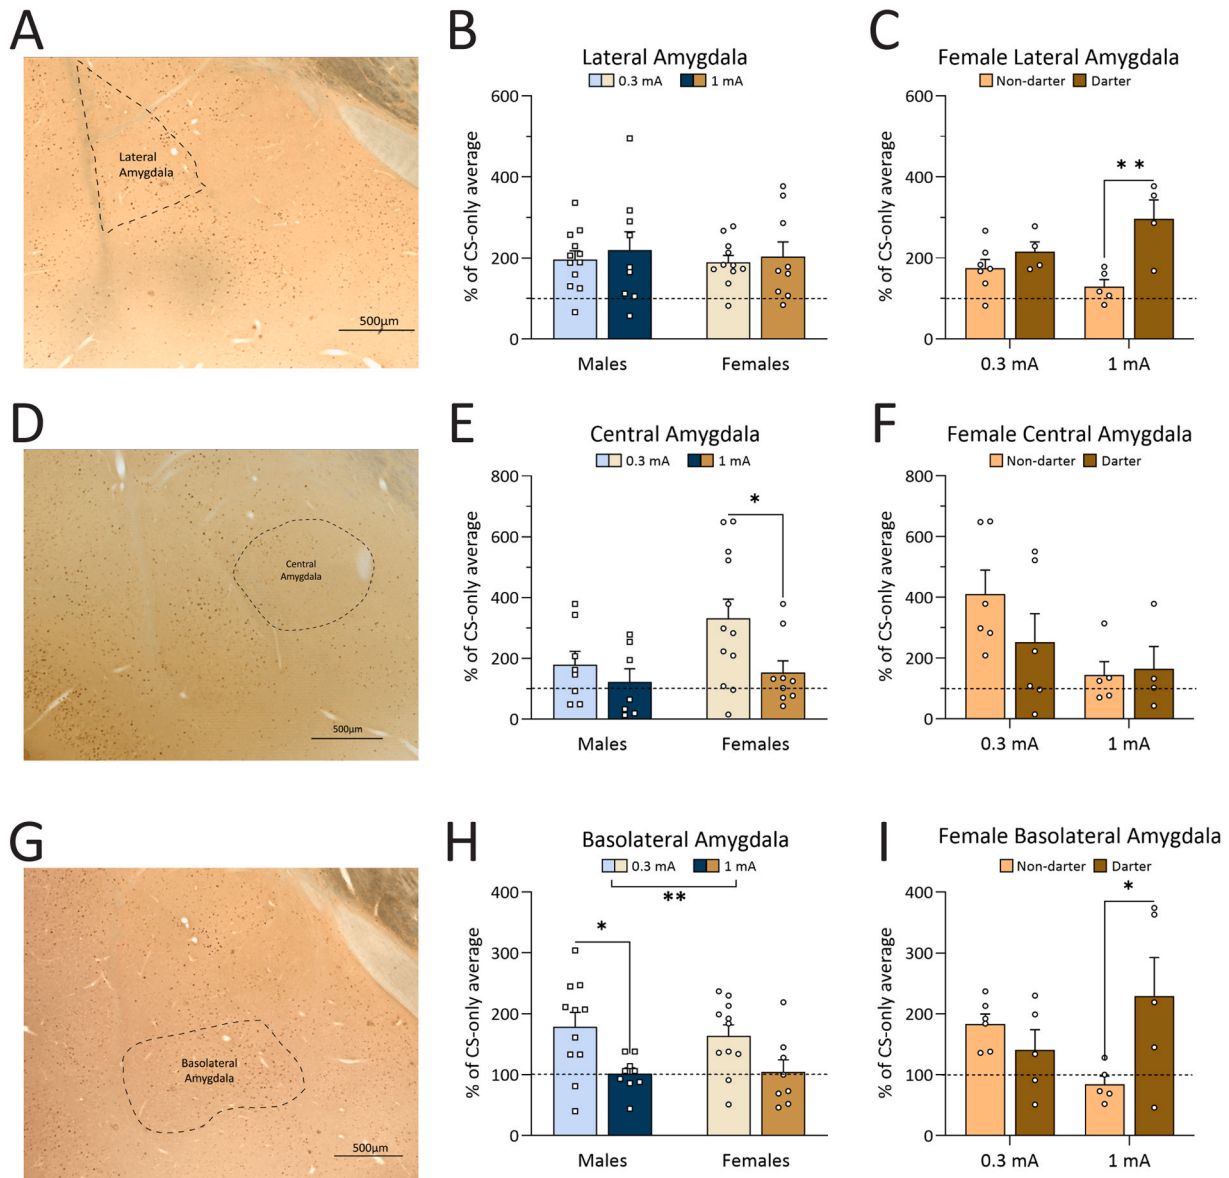 A
Lateral
Amygdala
500µm
B
Lateral Amygdala
0.3 mA 1 mA
% of CS-only average
600
400
200
0
Males Females
C
Female Lateral Amygdala
Non-darter Darter
% of CS-only average
600
400
200
0
**
0.3 mA 1 mA
D
Central
Amygdala
500µm
E
Central Amygdala
0.3 mA 1 mA
% of CS-only average
800
600
400
200
0
*
Males Females
F
Female Central Amygdala
Non-darter Darter
% of CS-only average
800
600
400
200
0
0.3 mA 1 mA
G
Basolateral
Amygdala
500µm
H
Basolateral Amygdala
0.3 mA 1 mA
**
*
% of CS-only average
400
300
200
100
0
Males Females
I
Female Basolateral Amygdala
Non-darter Darter
*
% of CS-only average
400
300
200
100
0
0.3 mA 1 mA